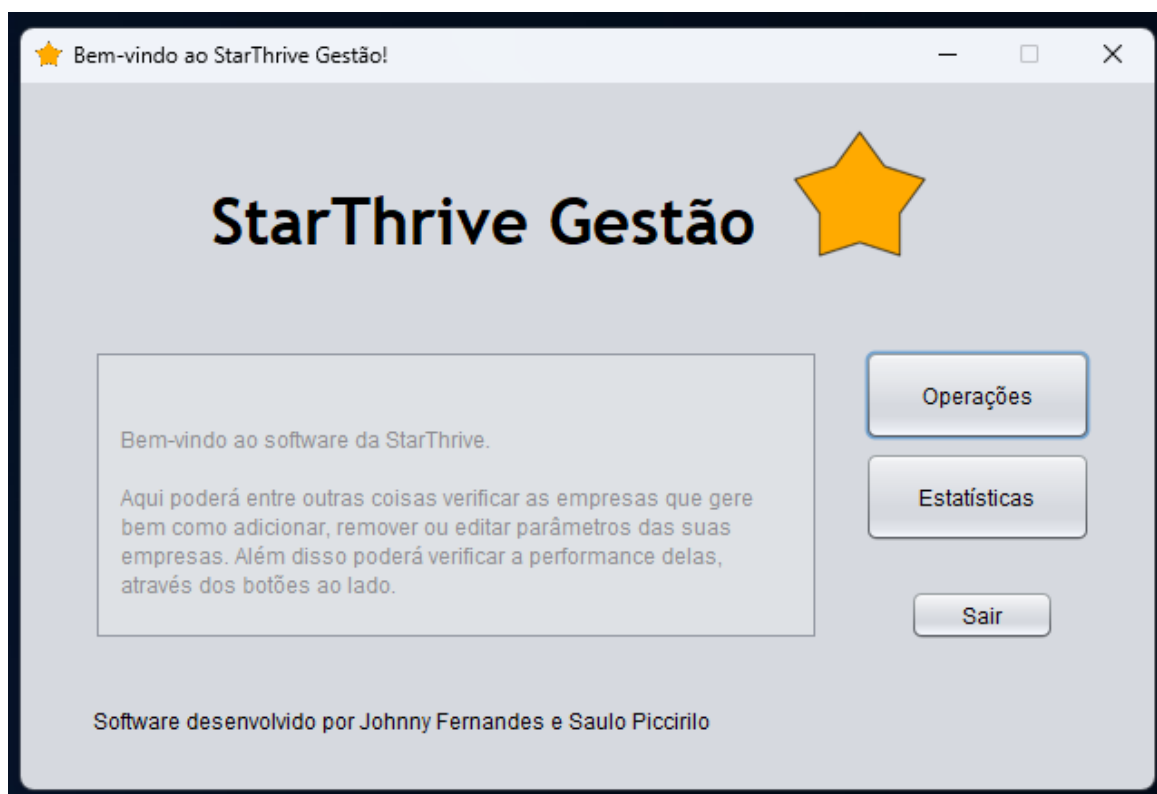 Bem-vindo ao StarThrive Gestão!
StarThrive Gestão
Bem-vindo ao software da StarThrive.
Aqui poderá entre outras coisas verificar as empresas que gere
bem como adicionar, remover ou editar parâmetros das suas
empresas. Além disso poderá verificar a performance delas,
através dos botões ao lado.
Operações
Estatísticas
Sair
Software desenvolvido por Johnny Fernandes e Saulo Piccirilo